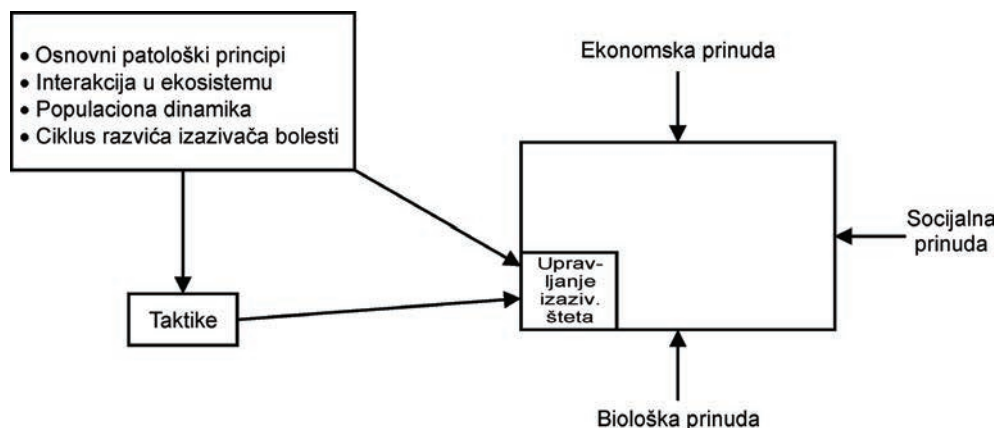 • Osnovni patološki principi
• Interakcija u ekosistemu
• Populaciona dinamika
• Ciklus razvića izazivača bolesti
Ekonomska prinuda
Socijalna
prinuda
Uprav-
ljanje
izaziv.
šteta
Taktike
Biološka prinuda